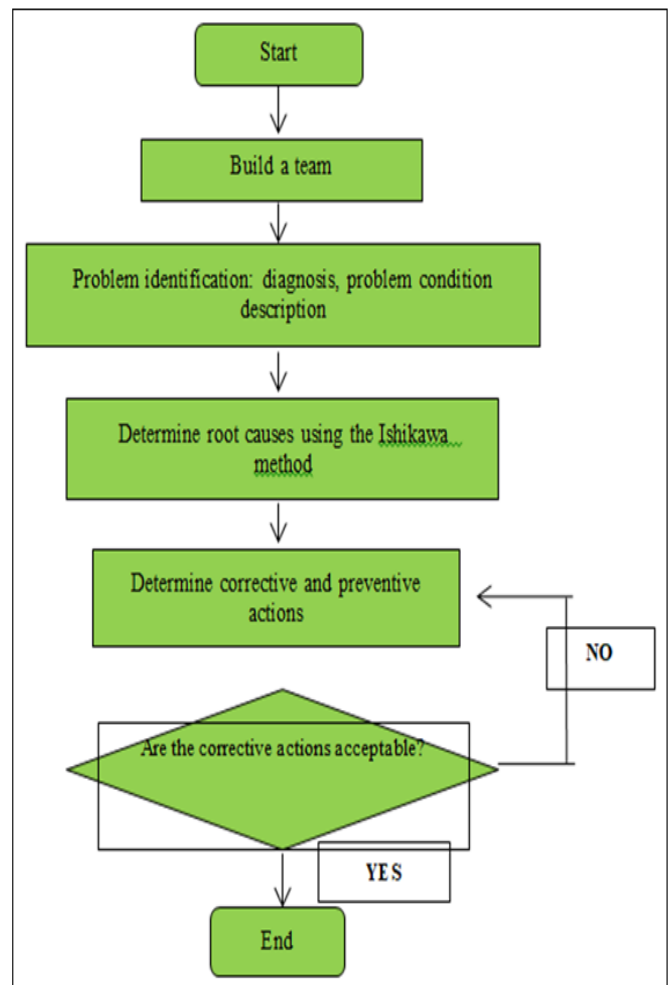 Start
Build a team
Problem identification: diagnosis, problem condition
description
Determine root causes using the Ishikawa
method
Determine corrective and preventive
actions
NO
Are the corrective actions acceptable?
YES
End